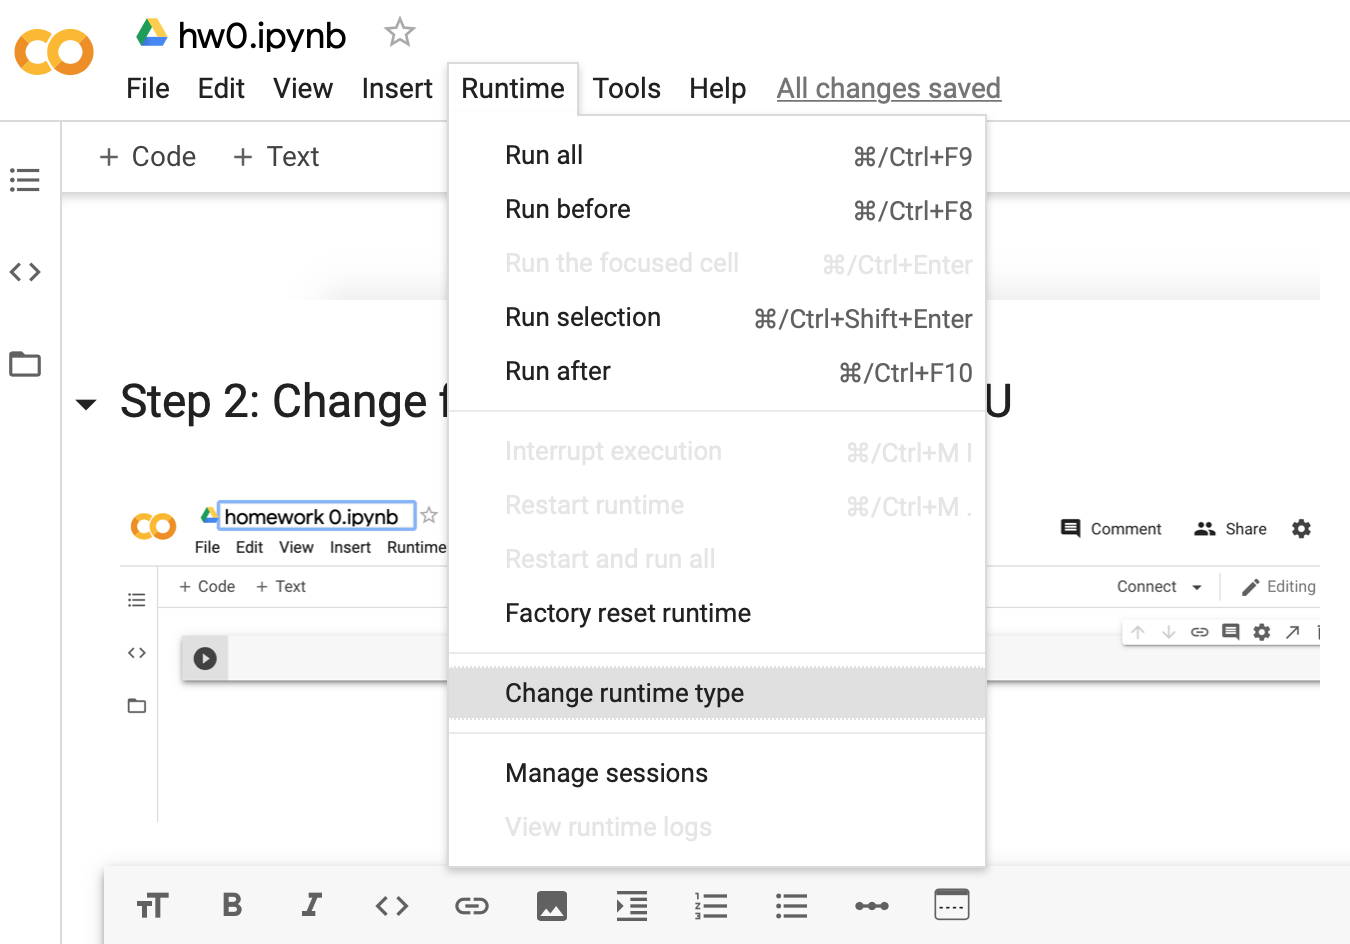 hw0.ipynb
File Edit View Insert Runtime Tools Help All changes saved
+ Code + Text
Run all ⌘/Ctrl+F9
Run before ⌘/Ctrl+F8
Run the focused cell ⌘/Ctrl+Enter
Run selection ⌘/Ctrl+Shift+Enter
Run after ⌘/Ctrl+F10
Interrupt execution ⌘/Ctrl+M I
Restart runtime ⌘/Ctrl+M .
Restart and run all
Factory reset runtime
Change runtime type
Manage sessions
View runtime logs
Step 2: Change f U
homework 0.ipynb
Comment Share
File Edit View Insert Runtime
+ Code + Text
Connect Editing